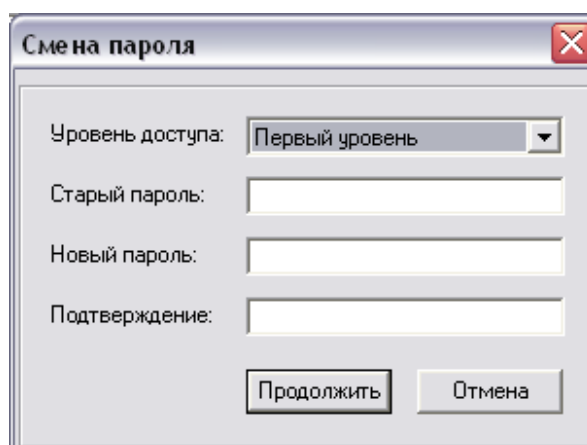 Смена пароля
Уровень доступа: Первый уровень
Старый пароль:
Новый пароль:
Подтверждение:
Продолжить Отмена